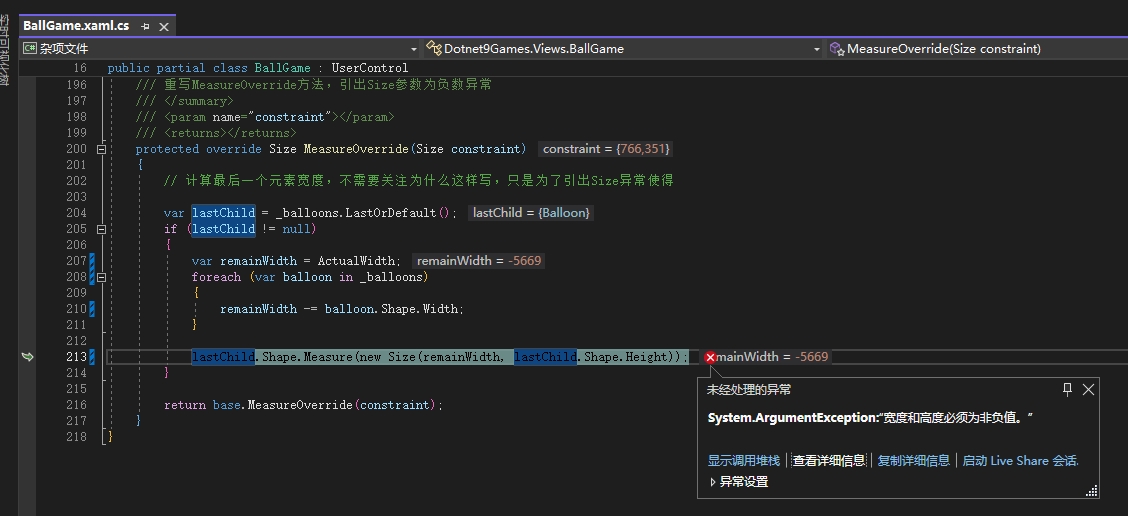 BallGame.xaml.cs
C# 杂项文件
Dotnet9Games.Views.BallGame
MeasureOverride(Size constraint)
16 public partial class BallGame : UserControl
196 /// 重写MeasureOverride方法，引出Size参数为负数异常
197 /// </summary>
198 /// <param name="constraint"></param>
199 /// <returns></returns>
200 protected override Size MeasureOverride(Size constraint) constraint = {766,351}
201 {
202 // 计算最后一个元素宽度，不需要关注为什么这样写，只是为了引出Size异常使得
203
204 var lastChild = _balloons.LastOrDefault(); lastChild = {Balloon}
205 if (lastChild != null)
206 {
207 var remainWidth = ActualWidth; remainWidth = -5669
208 foreach (var balloon in _balloons)
209 {
210 remainWidth -= balloon.Shape.Width;
211 }
212
213 lastChild.Shape.Measure(new Size(remainWidth, lastChild.Shape.Height)); mainWidth = -5669
214 }
215
216 return base.MeasureOverride(constraint);
217 }
218 }
未经处理的异常
System.ArgumentException:“宽度和高度必须为非负值。”
显示调用堆栈 | 查看详细信息 | 复制详细信息 | 启动 Live Share 会话.
异常设置